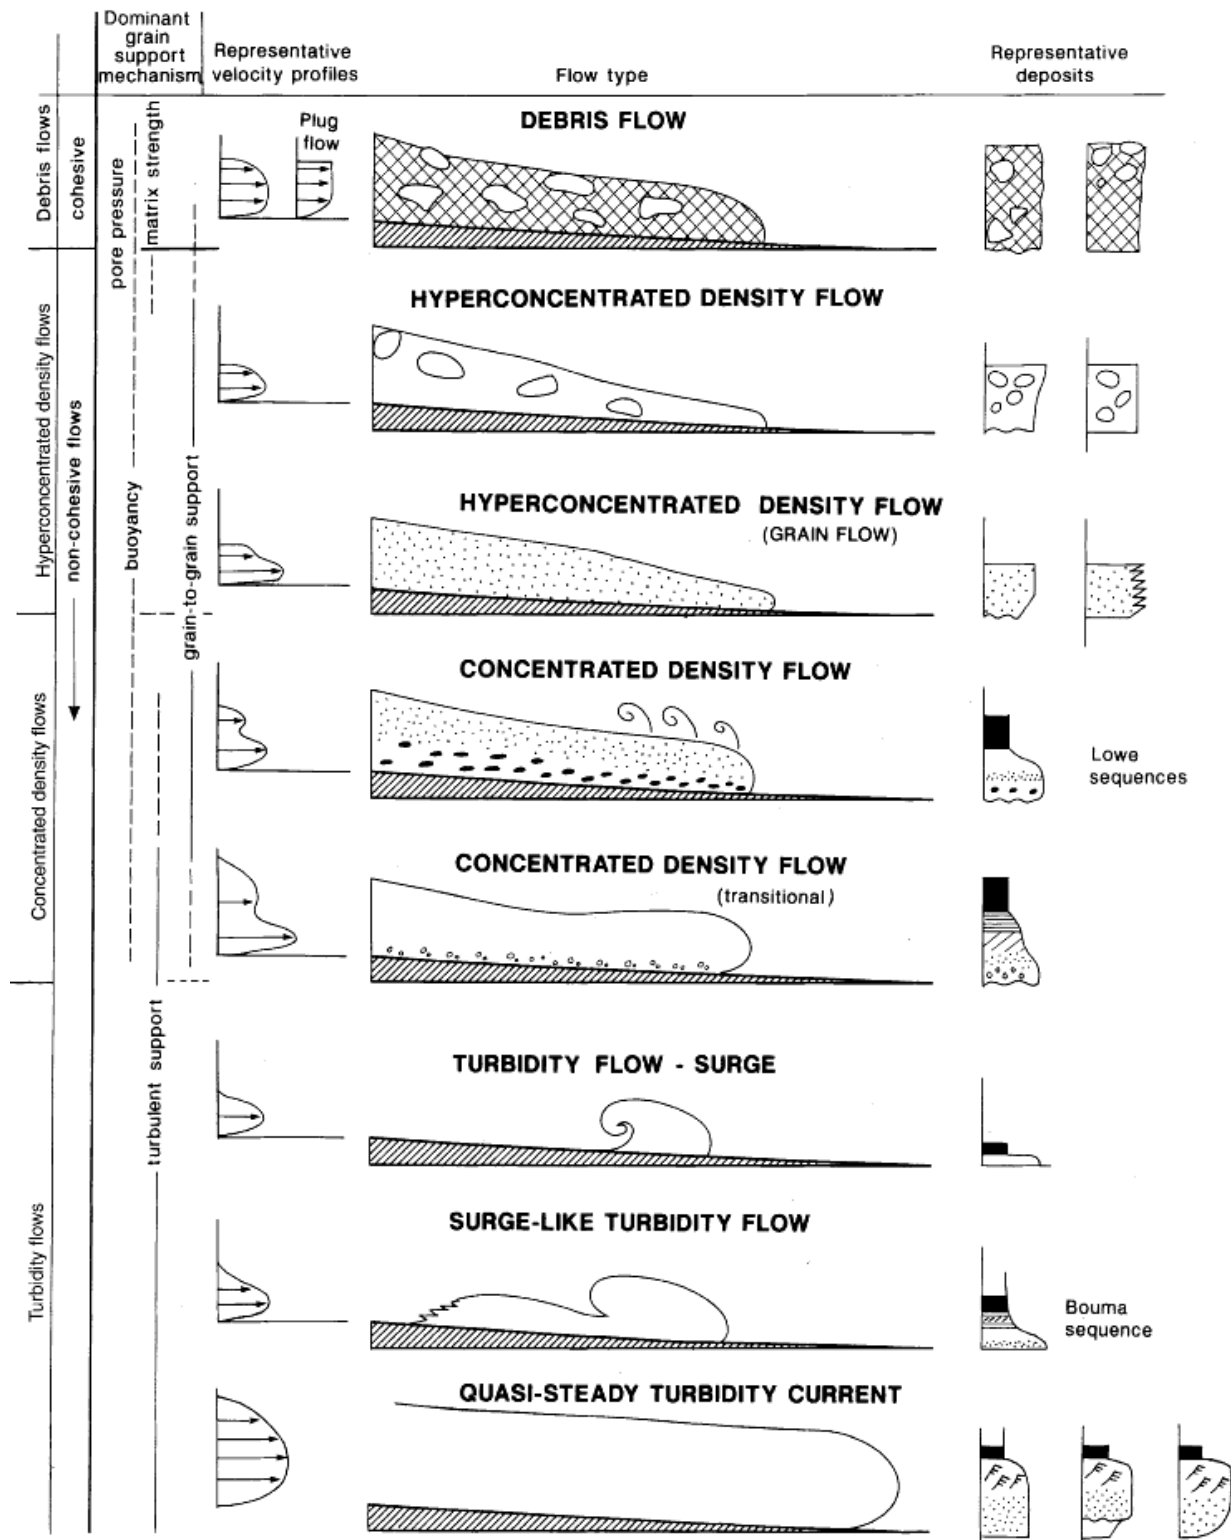 Dominant
grain
support
mechanism
Representative
velocity profiles
Flow type
Representative
deposits
Debris flows
cohesive
pore pressure
matrix strength
Plug
flow
DEBRIS FLOW
Hyperconcentrated density flows
non-cohesive flows
buoyancy
grain-to-grain support
HYPERCONCENTRATED DENSITY FLOW
HYPERCONCENTRATED DENSITY FLOW
(GRAIN FLOW)
Concentrated density flows
CONCENTRATED DENSITY FLOW
Lowe
sequences
CONCENTRATED DENSITY FLOW
(transitional)
Turbidity flows
turbulent support
TURBIDITY FLOW - SURGE
SURGE-LIKE TURBIDITY FLOW
Bouma
sequence
QUASI-STEADY TURBIDITY CURRENT